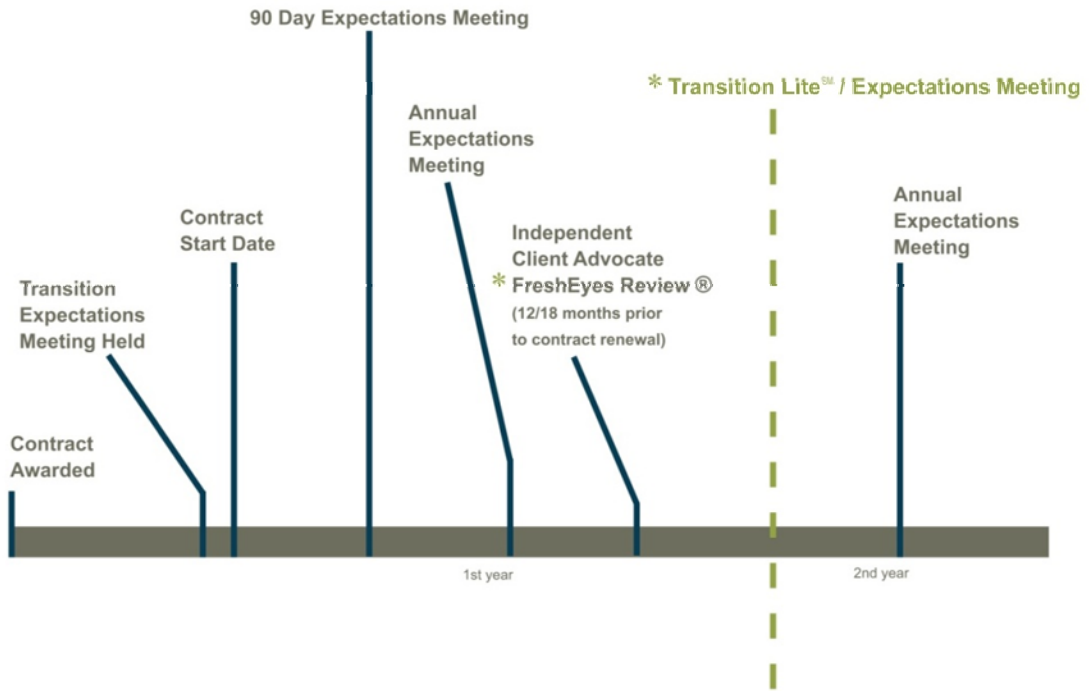 90 Day Expectations Meeting
* Transition Lite℠ / Expectations Meeting
Annual
Expectations
Meeting
Contract
Start Date
Annual
Expectations
Meeting
Independent
Client Advocate
* FreshEyes Review ®
(12/18 months prior
to contract renewal)
Transition
Expectations
Meeting Held
Contract
Awarded
1st year
2nd year